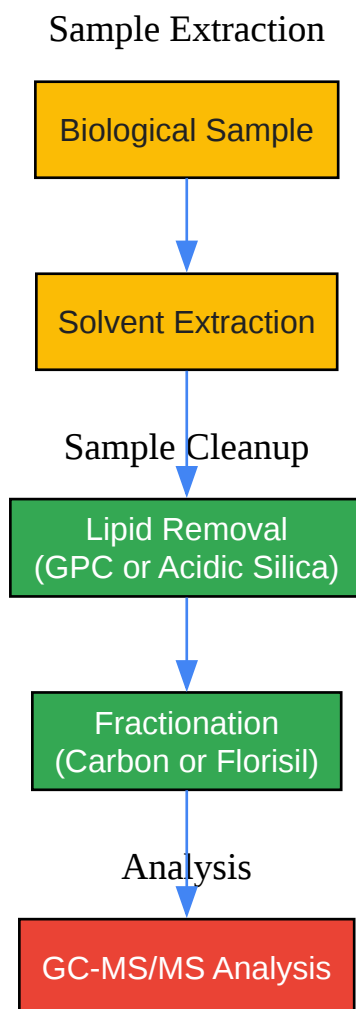 Sample Extraction
Biological Sample
Solvent Extraction
Sample Cleanup
Lipid Removal
(GPC or Acidic Silica)
Fractionation
(Carbon or Florisil)
Analysis
GC-MS/MS Analysis